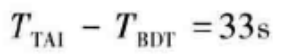 T_TAI − T_BDT = 33s